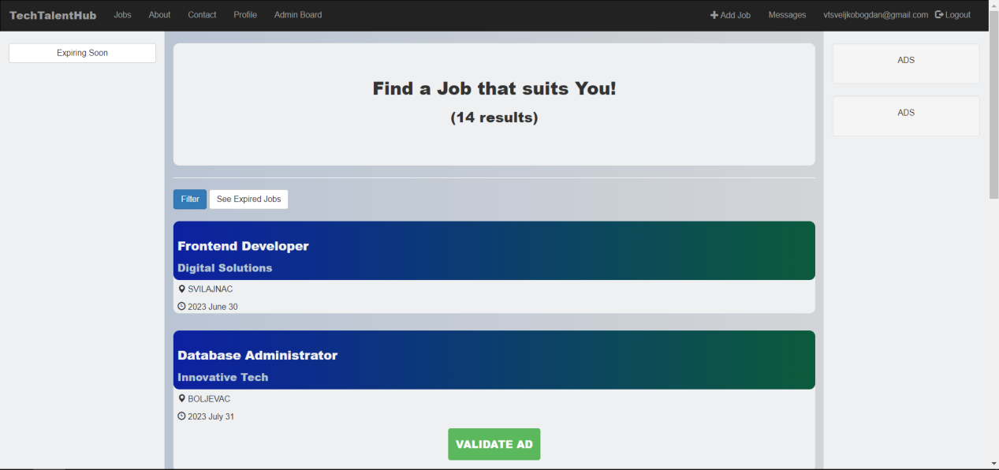 TechTalentHub Jobs About Contact Profile Admin Board Add Job Messages vtsveljkobogdan@gmail.com Logout
Expiring Soon
Find a Job that suits You!
(14 results)
ADS
ADS
Filter See Expired Jobs
Frontend Developer
Digital Solutions
SVILAJNAC
2023 June 30
Database Administrator
Innovative Tech
BOLJEVAC
2023 July 31
VALIDATE AD